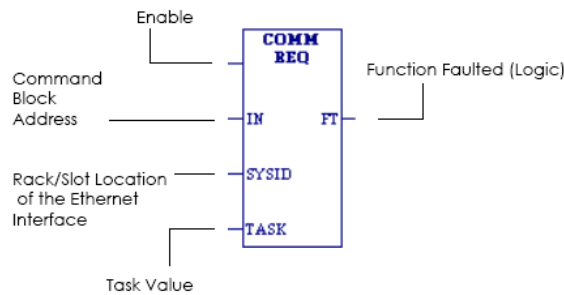 Enable
COMM
REQ
Function Faulted (Logic)
Command
Block
Address
IN
FT
Rack/Slot Location
of the Ethernet
Interface
SYSID
TASK
Task Value